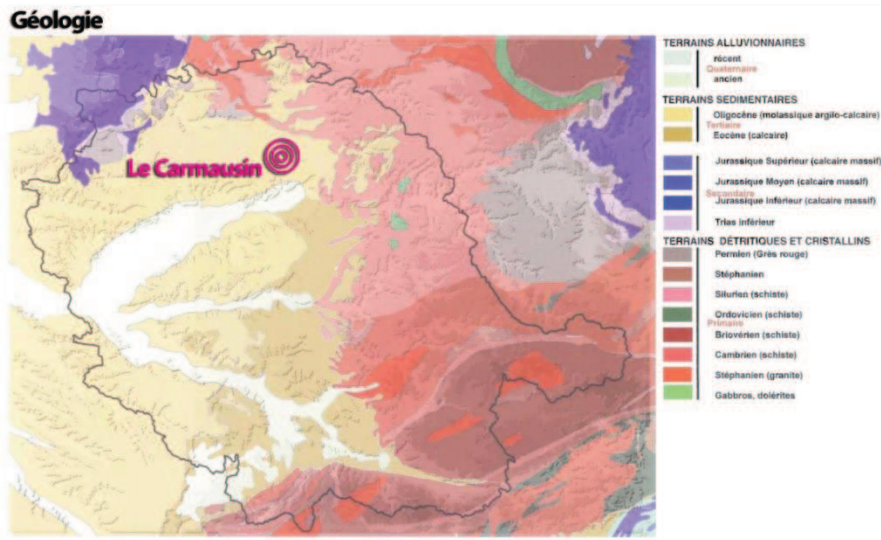 Géologie
Le Carmausin
TERRAINS ALLUVIONNAIRES
récent
Quaternaire
ancien
TERRAINS SEDIMENTAIRES
Oligocène (molassique argilo-calcaire)
Tertiaire
Eocène (calcaire)
Jurassique Supérieur (calcaire massif)
Jurassique Moyen (calcaire massif)
Secondaire
Jurassique inférieur (calcaire massif)
Trias inférieur
TERRAINS DÉTRITIQUES ET CRISTALLINS
Permien (Grès rouge)
Stéphanien
Silurien (schiste)
Ordovicien (schiste)
Primaire
Briovérien (schiste)
Cambrien (schiste)
Stéphanien (granite)
Gabbros, dolérites